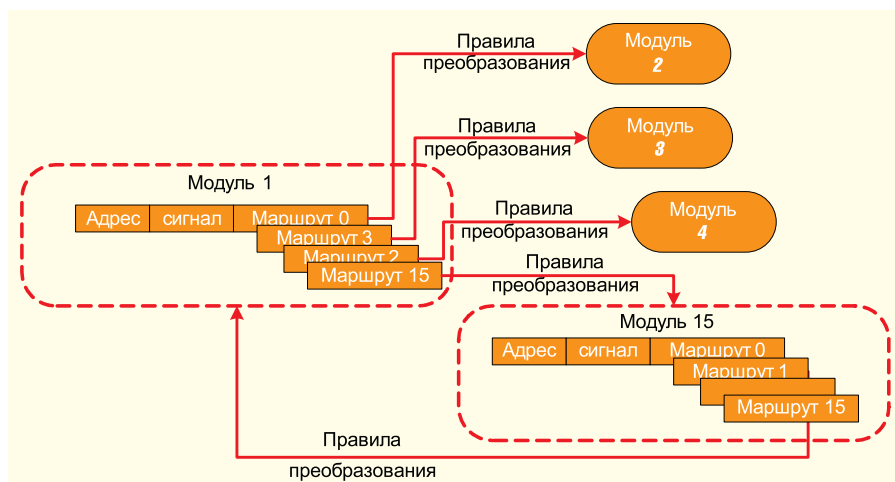 Правила
преобразования
Модуль
2
Правила
преобразования
Модуль
3
Модуль 1
Адрес сигнал Маршрут 0
Маршрут 3
Маршрут 2
Маршрут 15
Правила
преобразования
Модуль
4
Правила
преобразования
Модуль 15
Адрес сигнал Маршрут 0
Маршрут 1
Маршрут 15
Правила
преобразования